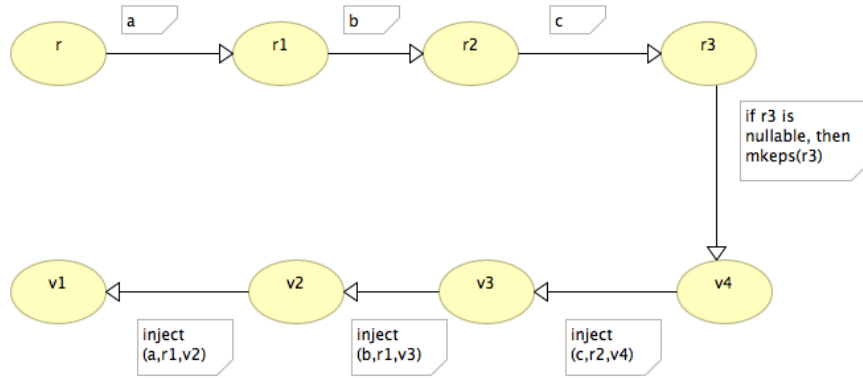 a
b
c
r
r1
r2
r3
if r3 is
nullable, then
mkeps(r3)
v1
v2
v3
v4
inject
(a,r1,v2)
inject
(b,r1,v3)
inject
(c,r2,v4)